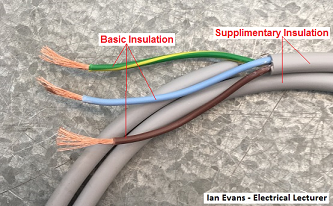 Basic Insulation
Supplimentary Insulation
Ian Evans - Electrical Lecturer